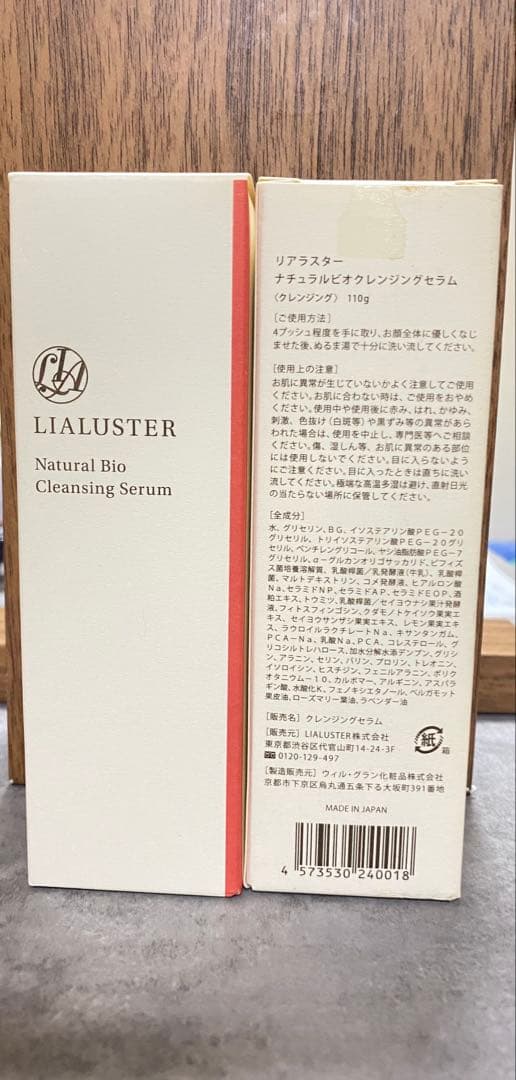 LIA
LIALUSTER
Natural Bio
Cleansing Serum
リアラスター
ナチュラルビオクレンジングセラム
〈クレンジング〉 110g
[ご使用方法]
4プッシュ程度を手に取り、お顔全体に優しくなじ
ませた後、ぬるま湯で十分に洗い流してください。
[使用上の注意]
お肌に異常が生じていないかよく注意してご使用
ください。お肌に合わない時は、ご使用をおやめ
ください。使用中や使用後に赤み、はれ、かゆみ、
刺激、色抜け(白斑等)や黒ずみ等の異常があら
われた場合は、使用を中止し、専門医等へご相談
ください。傷、湿しん等、お肌に異常のある部位
には使用しないでください。目に入らないように
ご注意ください。目に入ったときは直ちに洗い
流してください。極端な高温多湿は避け、直射日光
の当たらない場所に保管してください。
[全成分]
水、グリセリン、BG、イソステアリン酸PEG-20
グリセリル、トリイソステアリン酸PEG-20グリ
セリル、ペンチレングリコール、ヤシ油脂肪酸PEG-7
グリセリル、α-グルカンオリゴサッカリド、ビフィズ
ス菌培養溶解質、乳酸桿菌/乳発酵液(牛乳)、乳酸桿
菌、マルトデキストリン、コメ発酵液、ヒアルロン酸
Na、セラミドNP、セラミドAP、セラミドEOP、酒
粕エキス、トウミツ、乳酸桿菌/セイヨウナシ果汁発酵
液、フィトスフィンゴシン、クダモノトケイソウ果実エ
キス、セイヨウサンザシ果実エキス、レモン果実エキ
ス、ラウロイルラクチレートNa、キサンタンガム、
PCA-Na、乳酸Na、PCA、コレステロール、グリ
コシルトレハロース、加水分解水添デンプン、グリシ
ン、アラニン、セリン、バリン、プロリン、トレオニン、
イソロイシン、ヒスチジン、フェニルアラニン、ポリク
オタニウム-10、カルボマー、アルギニン、アスパラ
ギン酸、水酸化K、フェノキシエタノール、ベルガモット
果皮油、ローズマリー葉油、ラベンダー油
[販売名] クレンジングセラム
[販売元] LIALUSTER株式会社
東京都渋谷区代官山町14-24-3F
0120-129-497
紙
箱
[製造販売元] ウィル・グラン化粧品株式会社
京都市下京区烏丸通五条下る大坂町391番地
MADE IN JAPAN
4 573530 240018